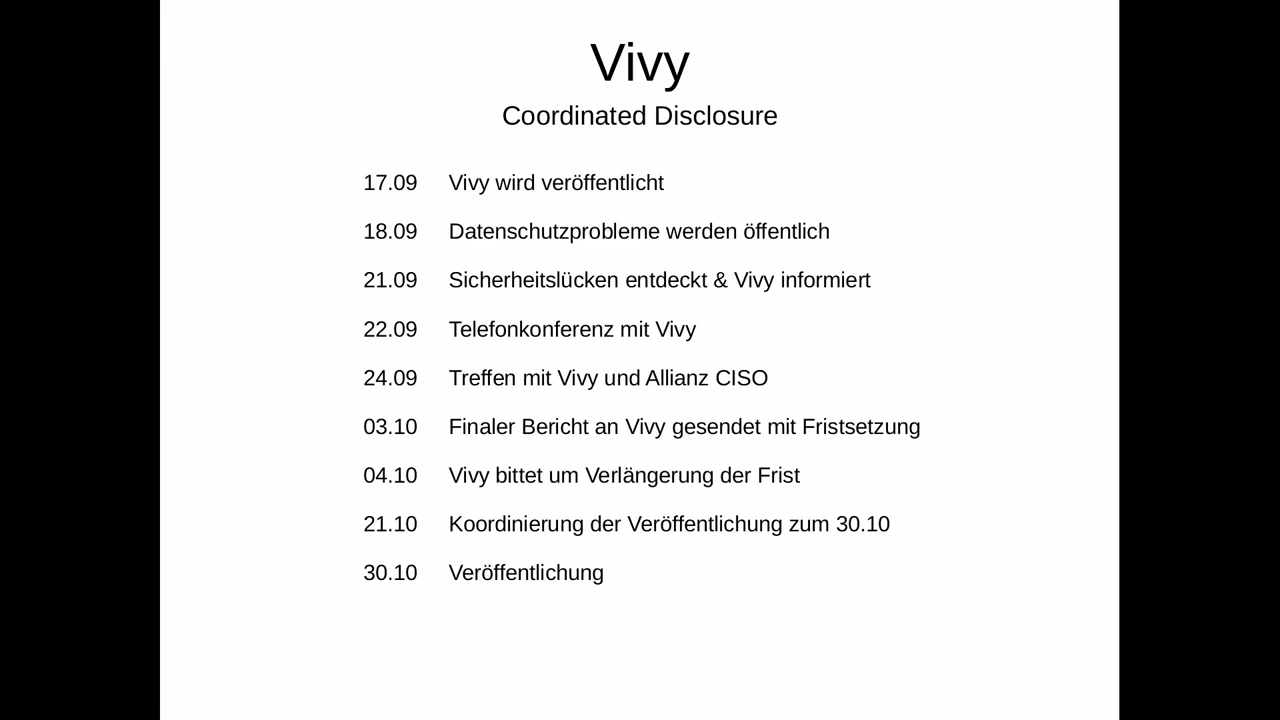 Vivy
Coordinated Disclosure
17.09 Vivy wird veröffentlicht
18.09 Datenschutzprobleme werden öffentlich
21.09 Sicherheitslücken entdeckt & Vivy informiert
22.09 Telefonkonferenz mit Vivy
24.09 Treffen mit Vivy und Allianz CISO
03.10 Finaler Bericht an Vivy gesendet mit Fristsetzung
04.10 Vivy bittet um Verlängerung der Frist
21.10 Koordinierung der Veröffentlichung zum 30.10
30.10 Veröffentlichung